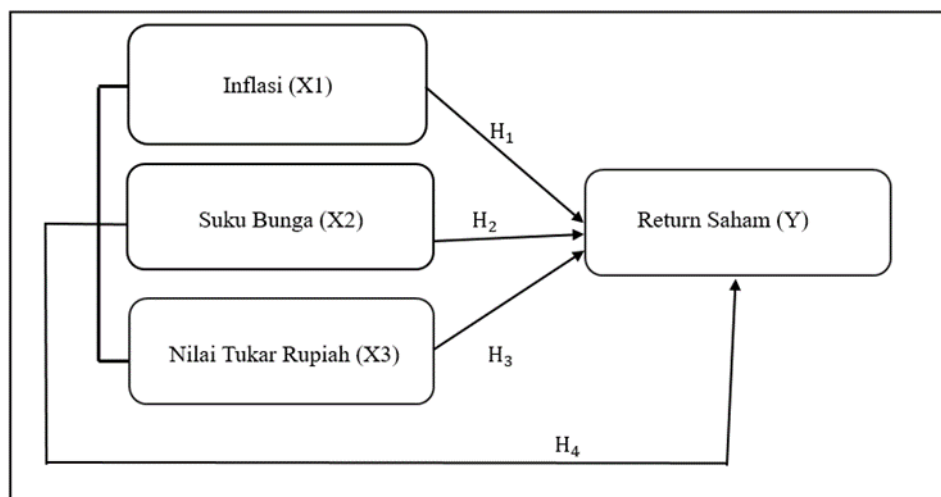 Inflasi (X1)
H₁
Suku Bunga (X2)
H₂
Return Saham (Y)
Nilai Tukar Rupiah (X3)
H₃
H₄